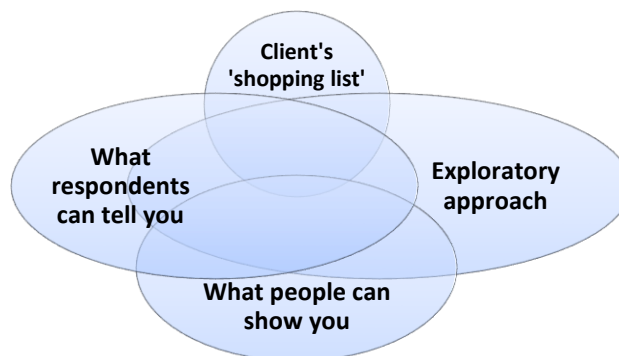 Client's
'shopping list'
What
respondents
can tell you
Exploratory
approach
What people can
show you